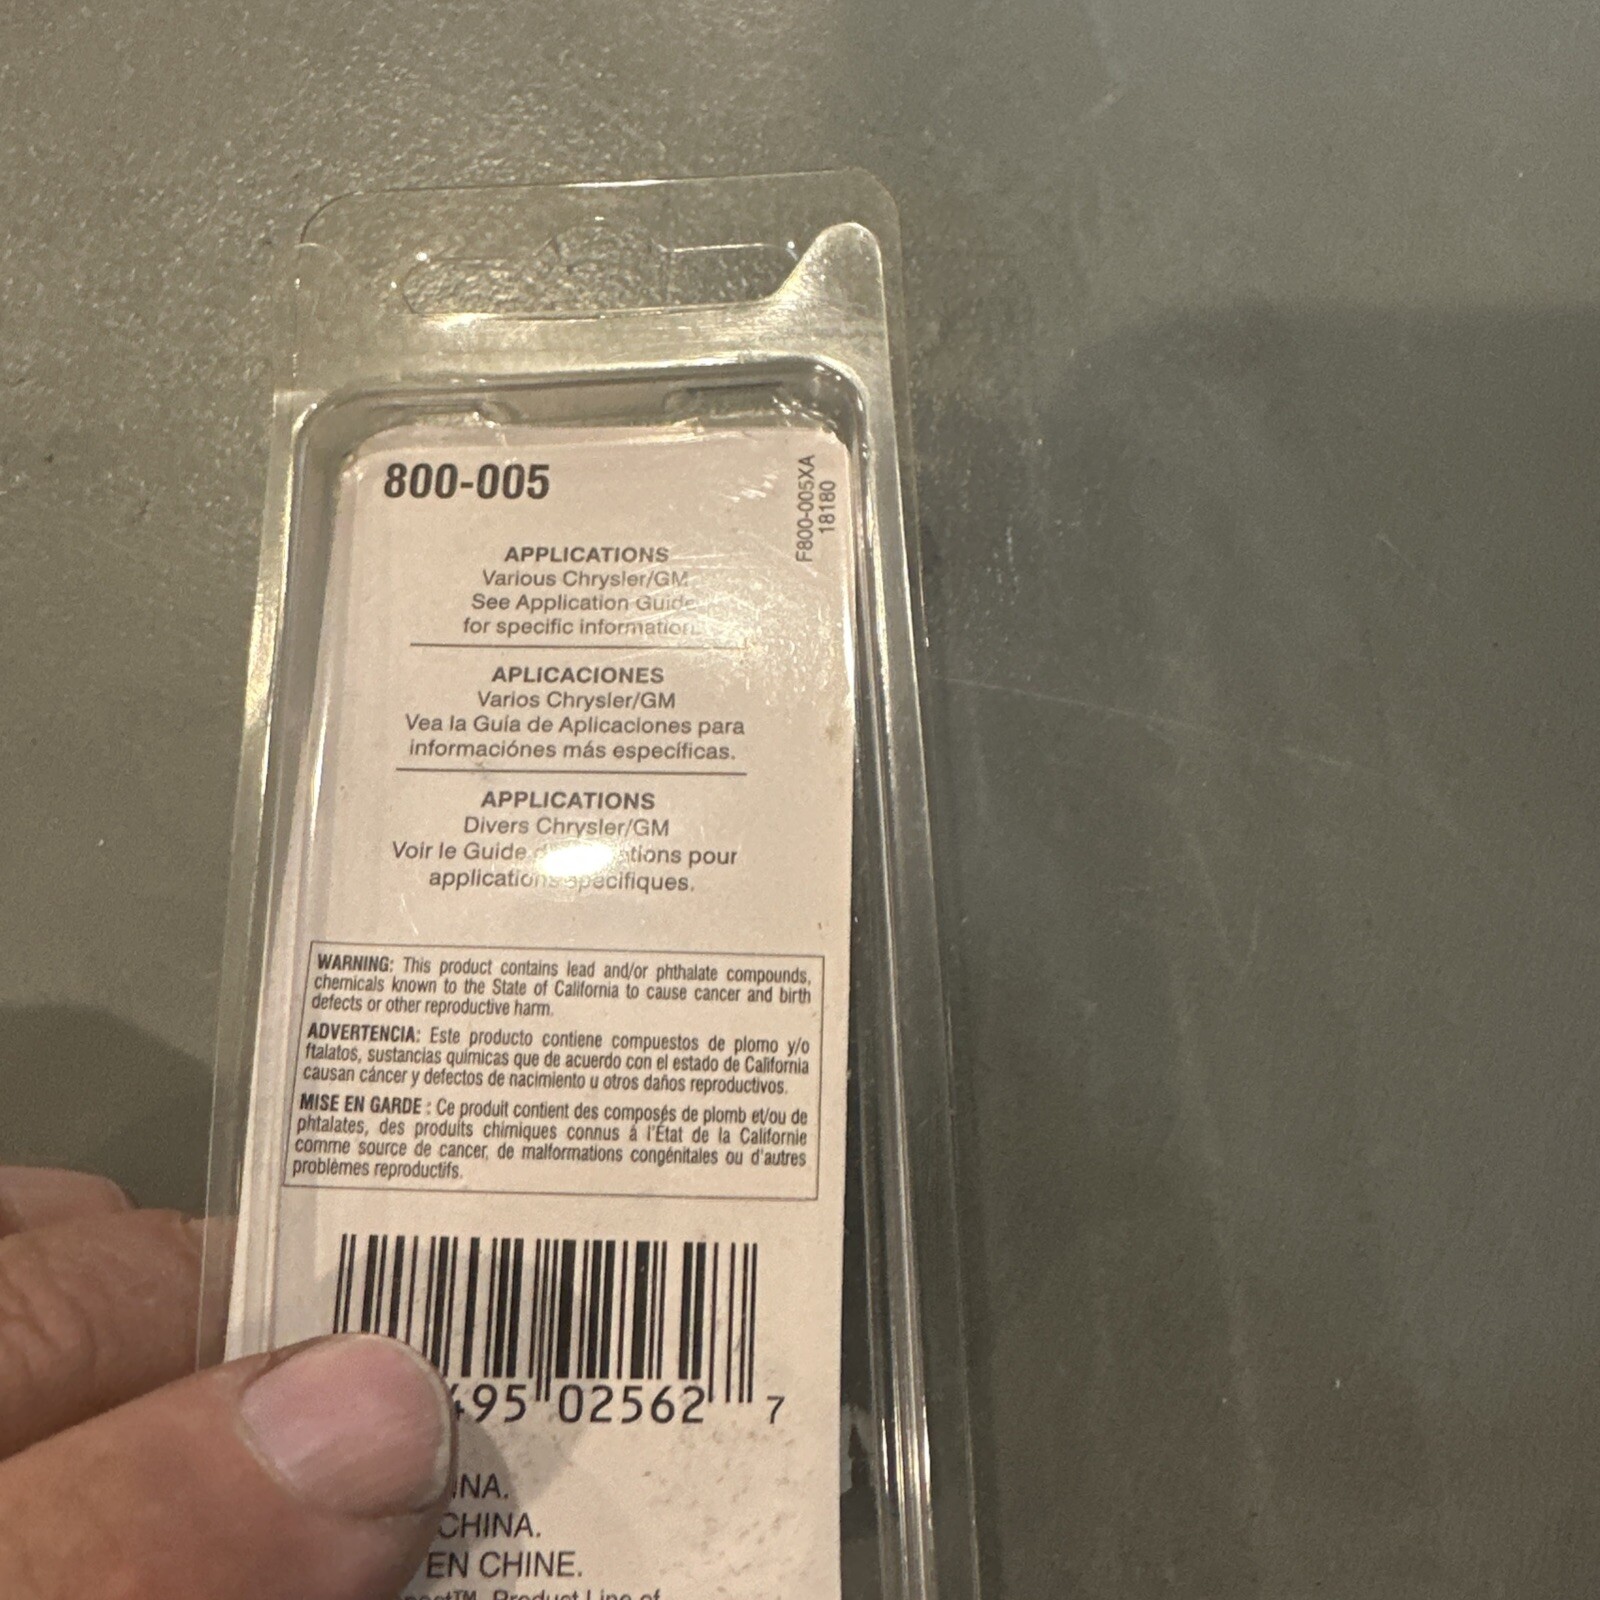 800-005
F800-005XA
18180
APPLICATIONS
Various Chrysler/GM
See Application Guide
for specific information.
APLICACIONES
Varios Chrysler/GM
Vea la Guía de Aplicaciones para
informaciónes más específicas.
APPLICATIONS
Divers Chrysler/GM
Voir le Guide pour
applications spécifiques.
WARNING: This product contains lead and/or phthalate compounds,
chemicals known to the State of California to cause cancer and birth
defects or other reproductive harm.
ADVERTENCIA: Este producto contiene compuestos de plomo y/o
ftalatos, sustancias químicas que de acuerdo con el estado de California
causan cáncer y defectos de nacimiento u otros daños reproductivos.
MISE EN GARDE : Ce produit contient des composés de plomb et/ou de
phtalates, des produits chimiques connus à l'État de la Californie
comme source de cancer, de malformations congénitales ou d'autres
problèmes reproductifs.
495 02562 7
CHINA.
EN CHINE.
Product Line of